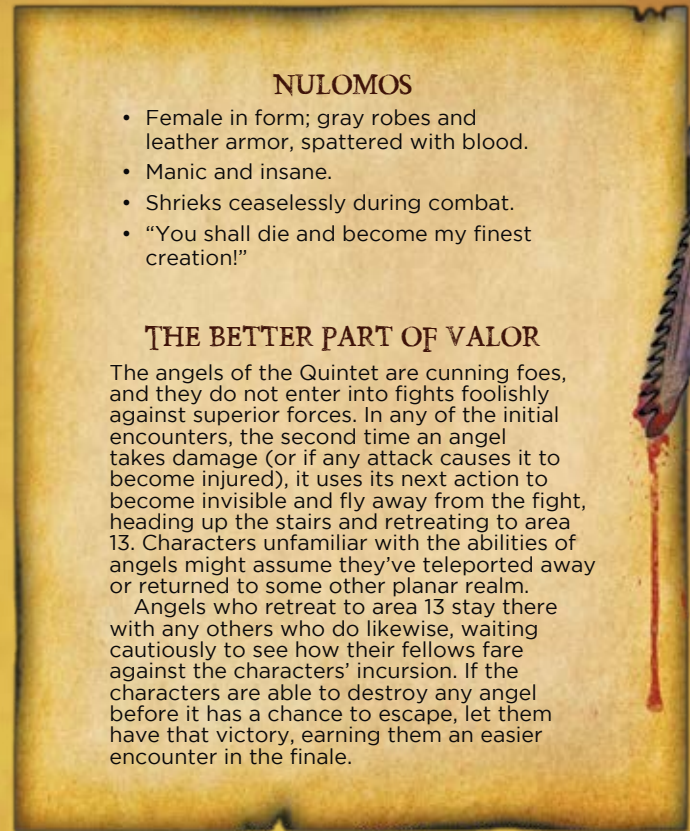 NULOMOS
• Female in form; gray robes and
leather armor, spattered with blood.
• Manic and insane.
• Shrieks ceaselessly during combat.
• “You shall die and become my finest
creation!”
THE BETTER PART OF VALOR
The angels of the Quintet are cunning foes,
and they do not enter into fights foolishly
against superior forces. In any of the initial
encounters, the second time an angel
takes damage (or if any attack causes it to
become injured), it uses its next action to
become invisible and fly away from the fight,
heading up the stairs and retreating to area
13. Characters unfamiliar with the abilities of
angels might assume they’ve teleported away
or returned to some other planar realm.
Angels who retreat to area 13 stay there
with any others who do likewise, waiting
cautiously to see how their fellows fare
against the characters’ incursion. If the
characters are able to destroy any angel
before it has a chance to escape, let them
have that victory, earning them an easier
encounter in the finale.